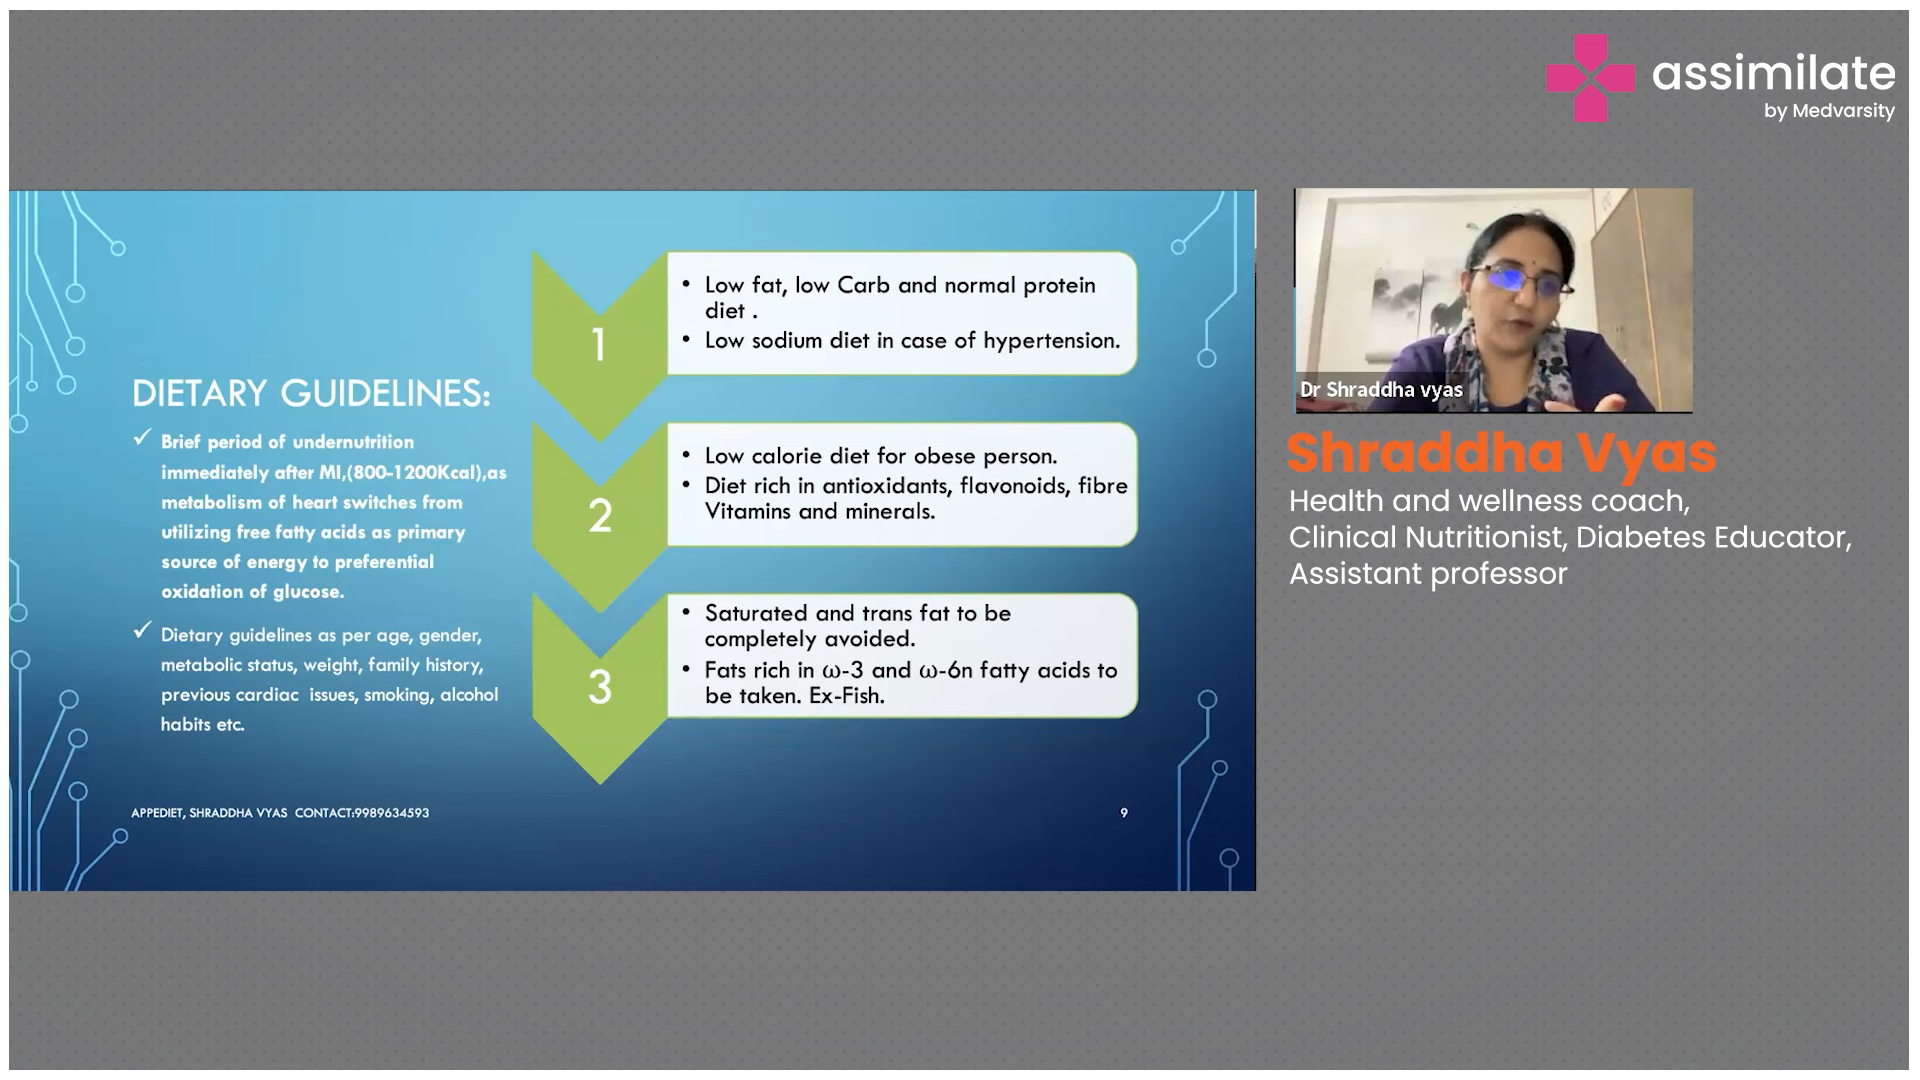 assimilate
by Medvarsity
DIETARY GUIDELINES:
✓ Brief period of undernutrition
immediately after MI,(800-1200Kcal),as
metabolism of heart switches from
utilizing free fatty acids as primary
source of energy to preferential
oxidation of glucose.
✓ Dietary guidelines as per age, gender,
metabolic status, weight, family history,
previous cardiac issues, smoking, alcohol
habits etc.
1
• Low fat, low Carb and normal protein
diet .
• Low sodium diet in case of hypertension.
2
• Low calorie diet for obese person.
• Diet rich in antioxidants, flavonoids, fibre
Vitamins and minerals.
3
• Saturated and trans fat to be
completely avoided.
• Fats rich in ω-3 and ω-6n fatty acids to
be taken. Ex-Fish.
APPEDIET, SHRADDHA VYAS CONTACT:9989634593
9
Dr Shraddha vyas
Shraddha Vyas
Health and wellness coach,
Clinical Nutritionist, Diabetes Educator,
Assistant professor